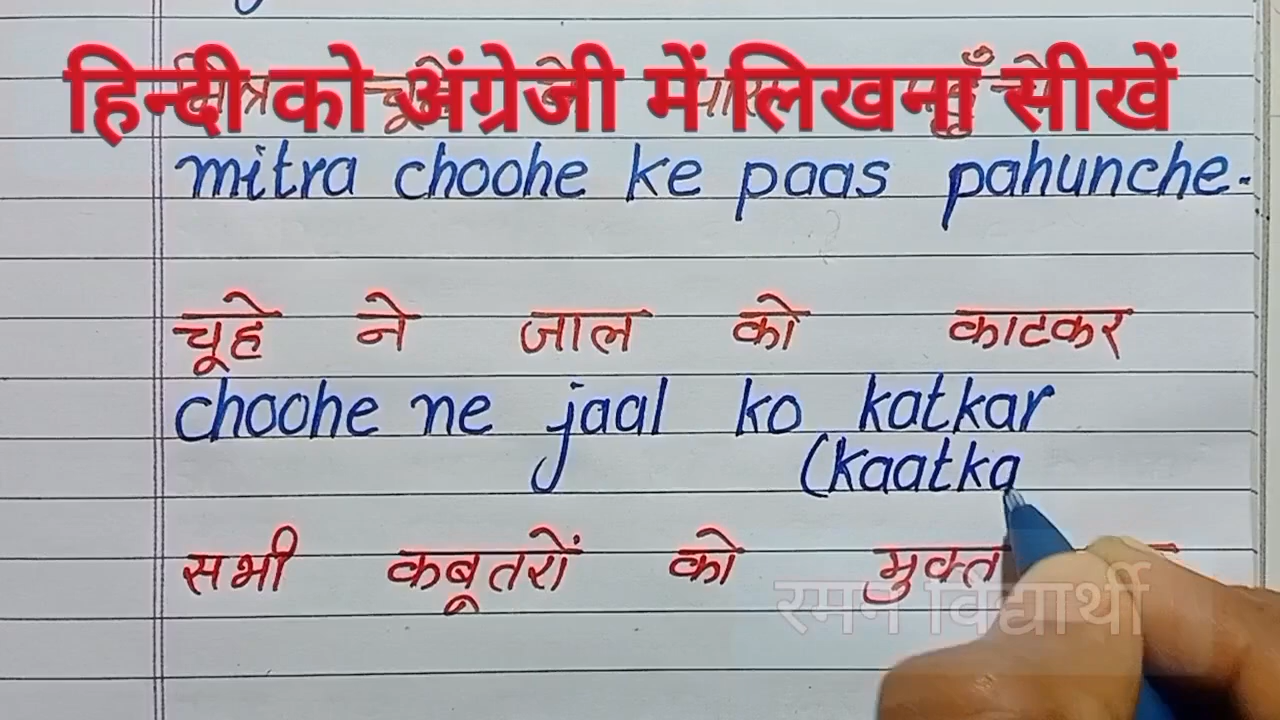 हिन्दी को अंग्रेजी में लिखना सीखें
mitra choohe ke paas pahunche.
चूहे ने जाल को काटकर
choohe ne jaal ko katkar
(kaatka
सभी कबूतरों को मुक्त
रमन विद्यार्थी